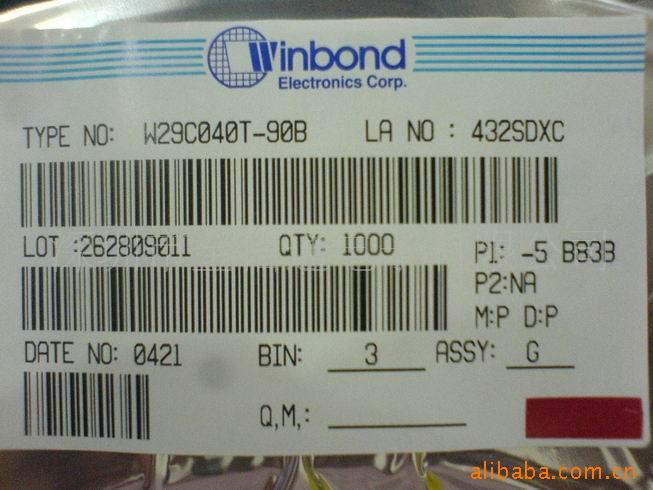 Winbond
Electronics Corp.
TYPE NO: W29C040T-90B LA NO : 432SDXC
LOT :262809011 QTY: 1000 P1: -5 B83B
P2:NA
M:P D:P
DATE NO: 0421 BIN: 3 ASSY: G
Q,M,:
alibaba.com.cn